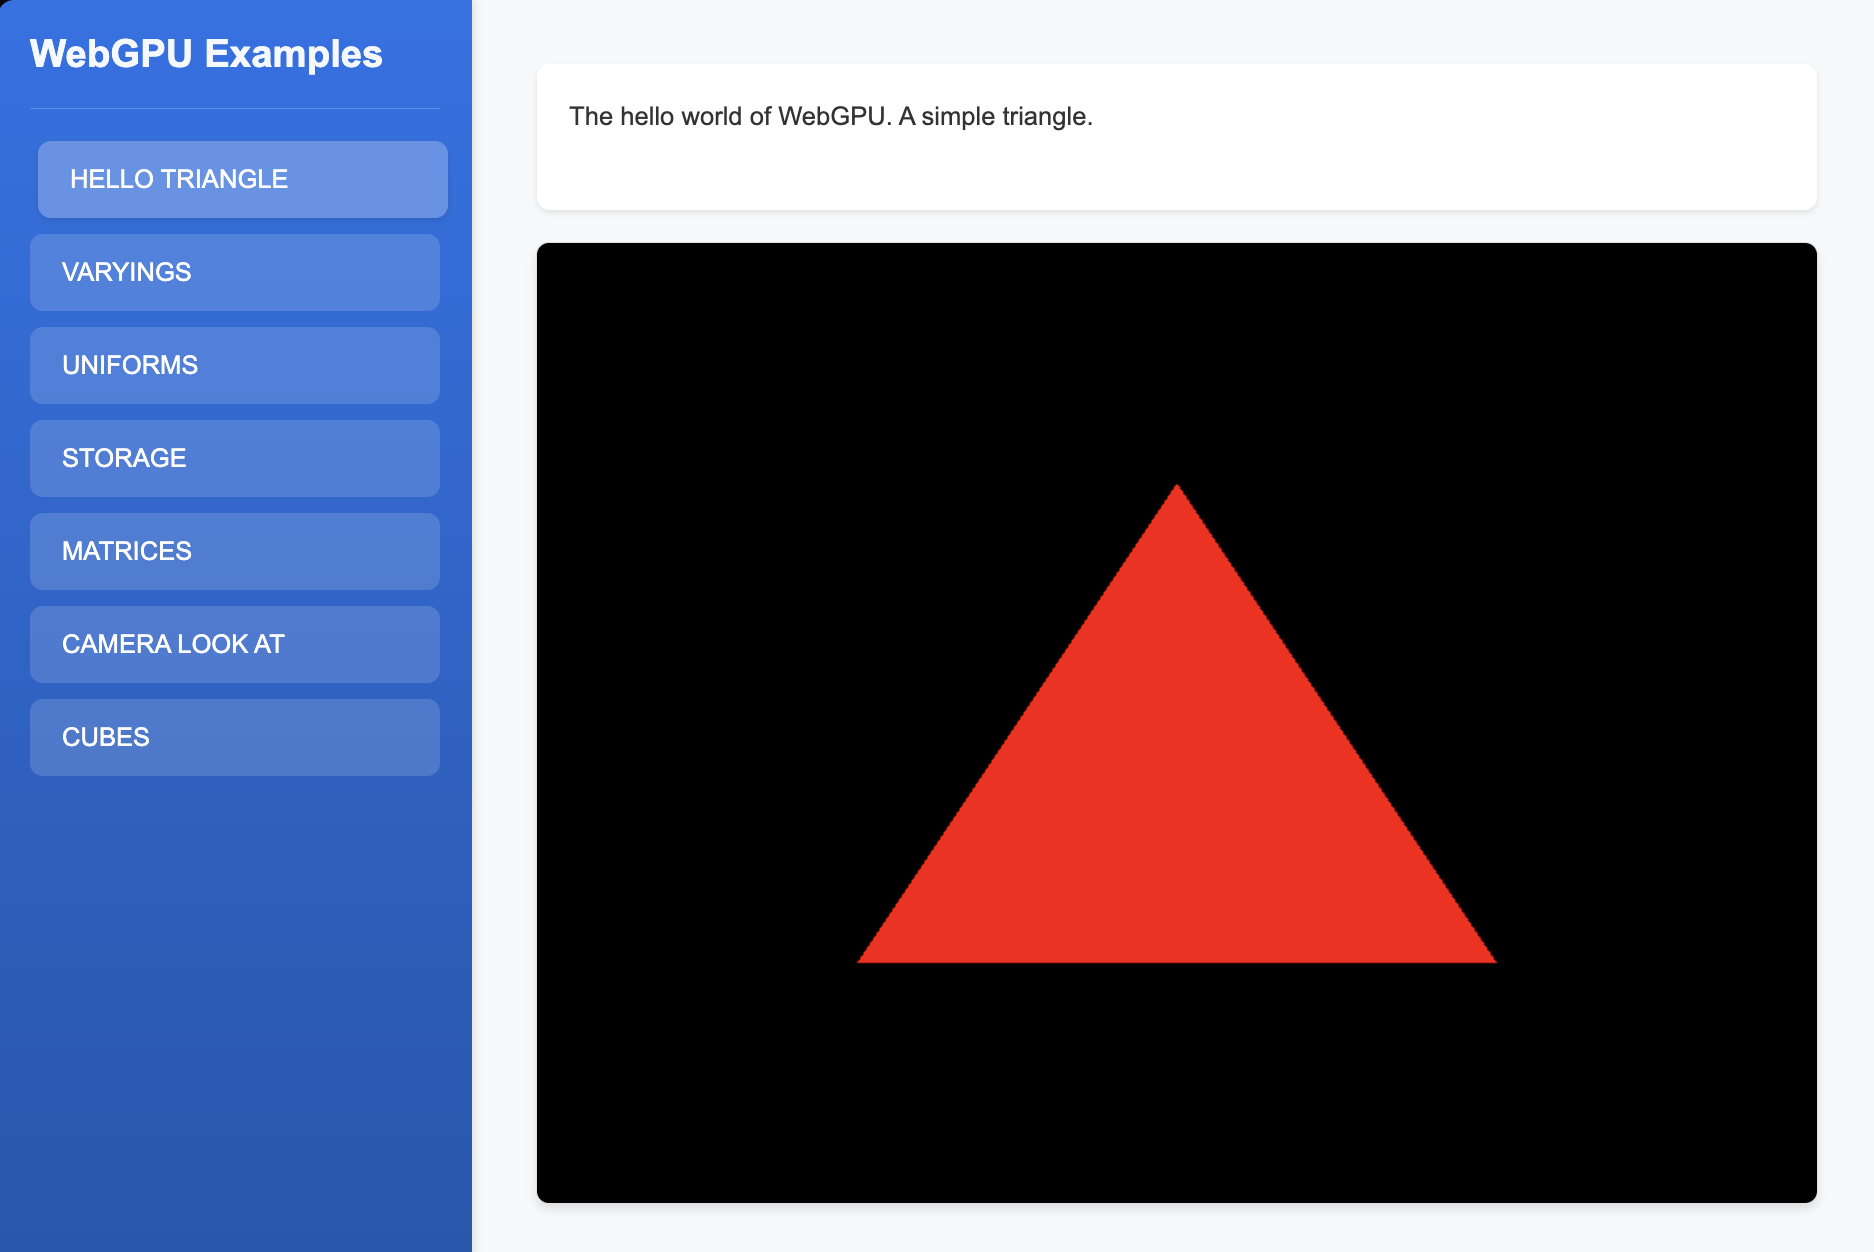 WebGPU Examples
HELLO TRIANGLE
VARYINGS
UNIFORMS
STORAGE
MATRICES
CAMERA LOOK AT
CUBES
The hello world of WebGPU. A simple triangle.